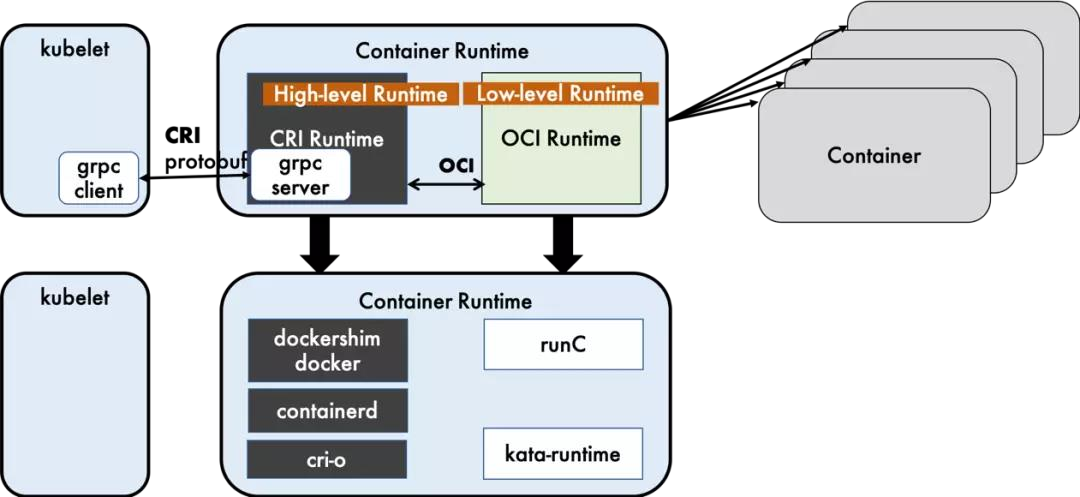 kubelet
Container Runtime
High-level Runtime
Low-level Runtime
CRI Runtime
OCI Runtime
CRI
protobuf
grpc
client
grpc
server
OCI
Container
kubelet
Container Runtime
dockershim
docker
runC
containerd
cri-o
kata-runtime